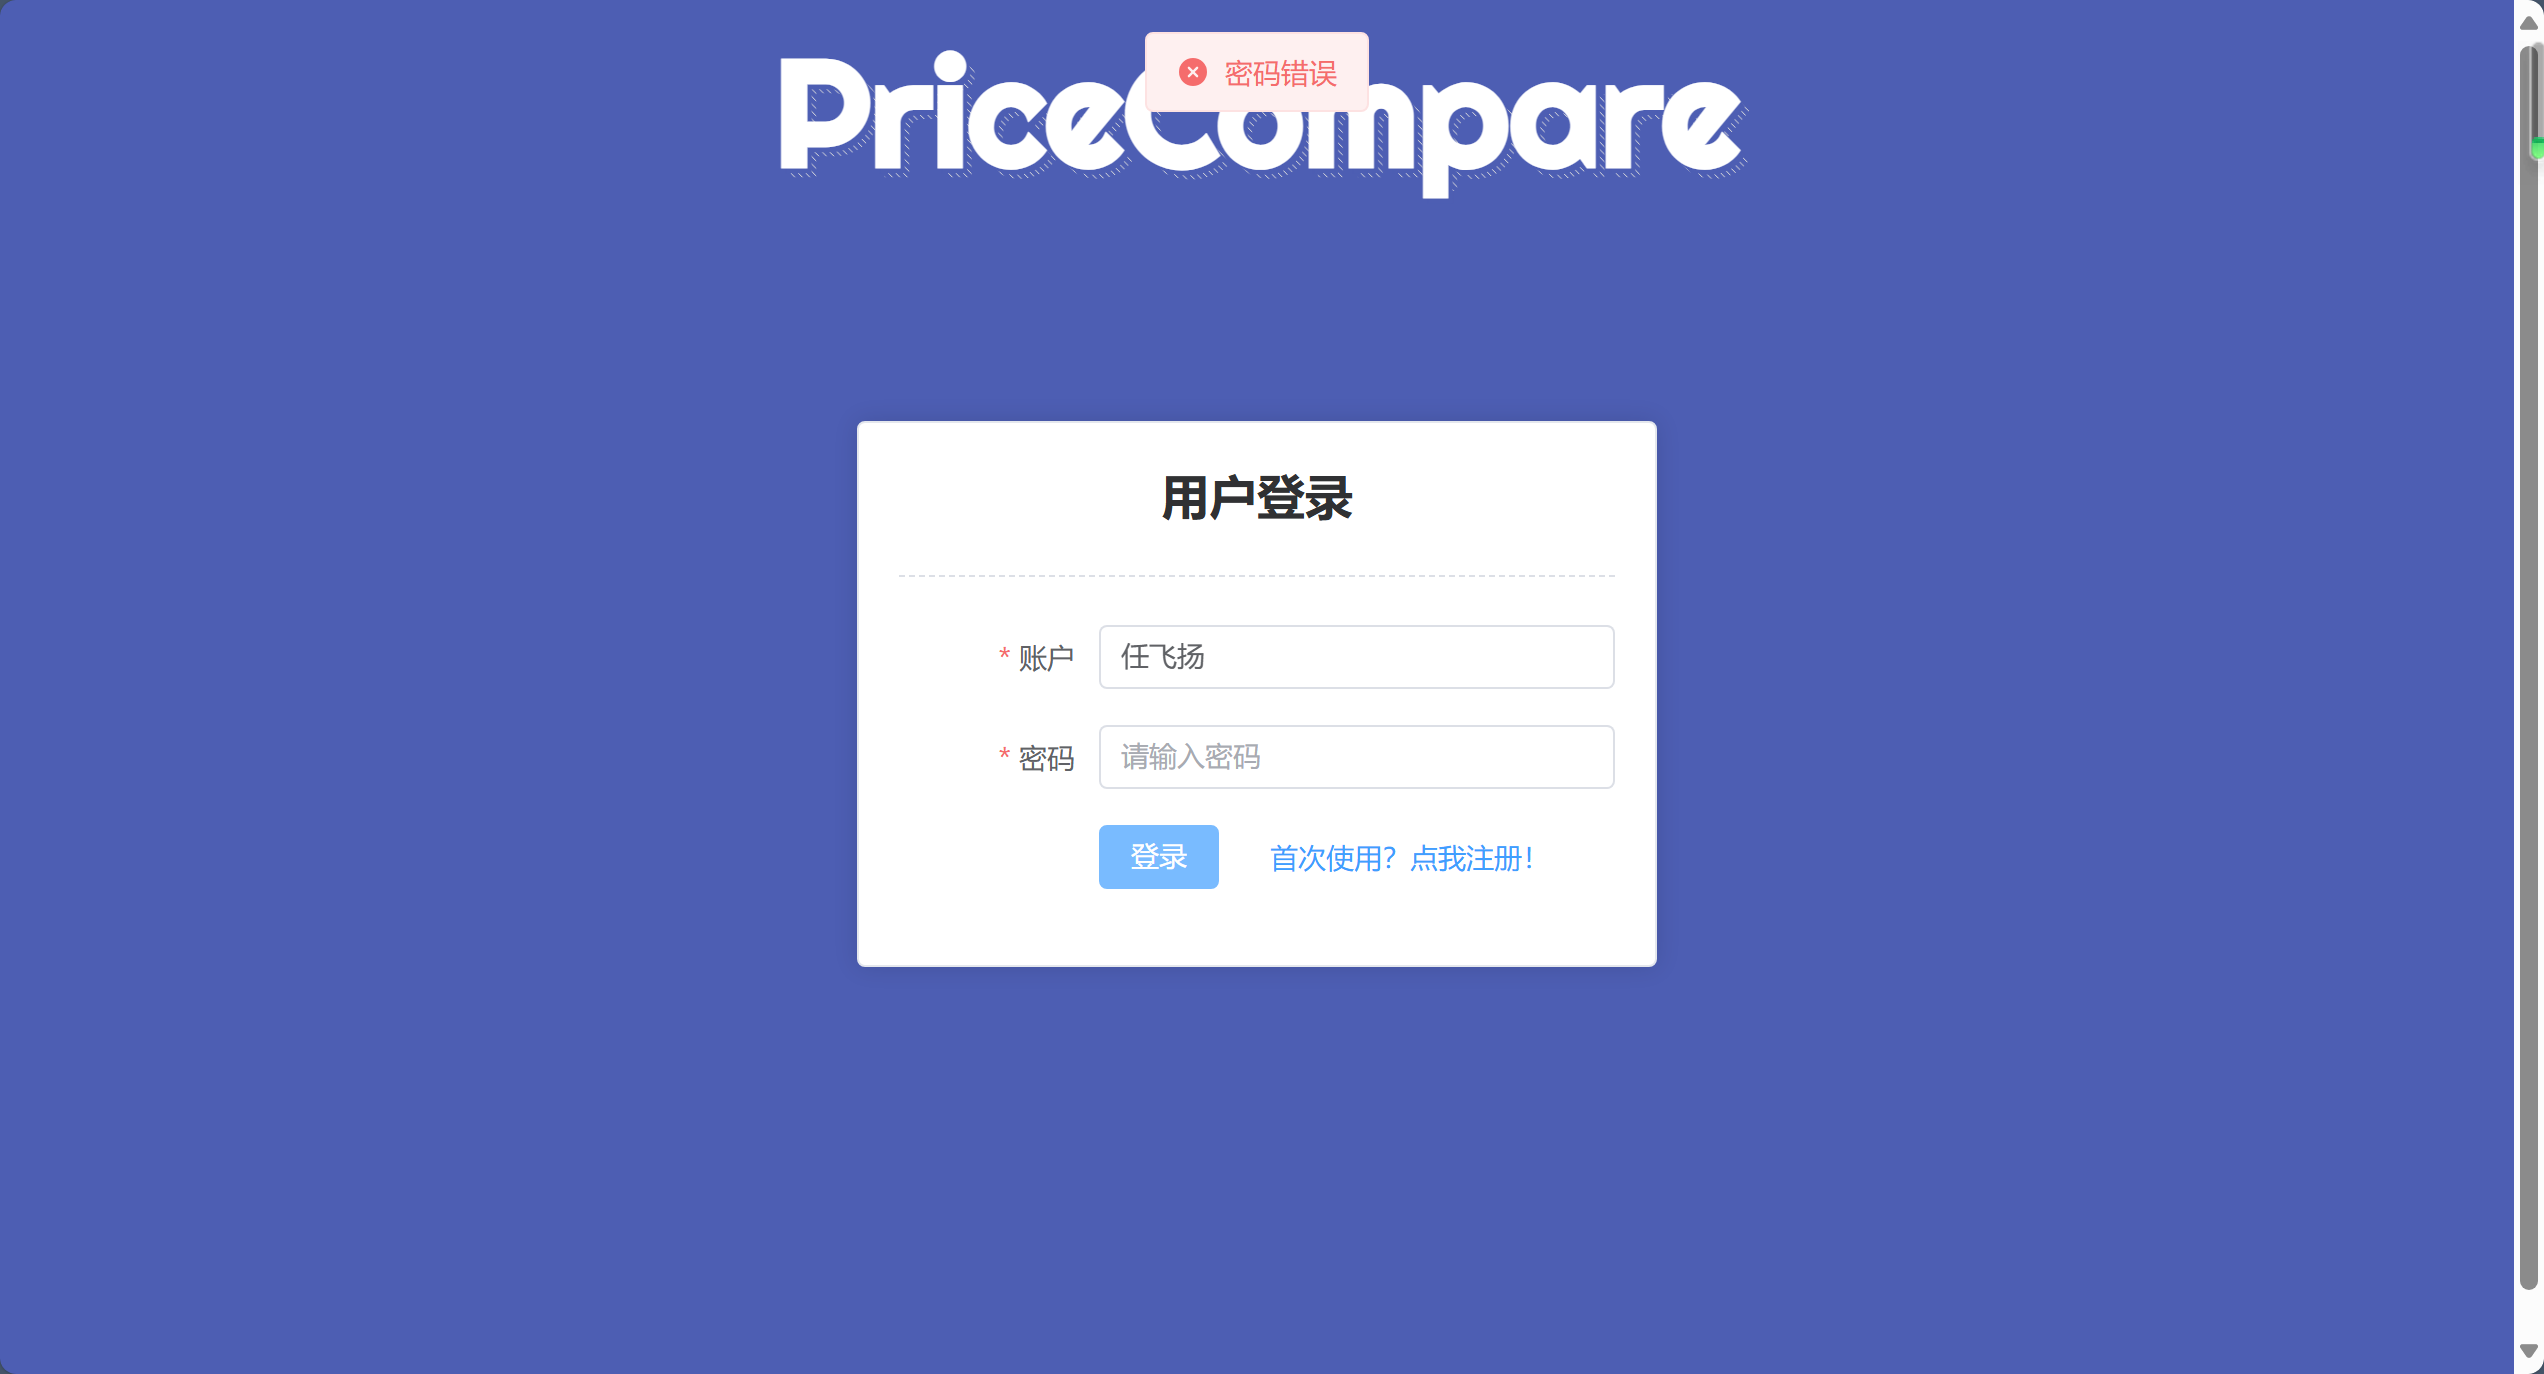 PriceCompare
密码错误
用户登录
* 账户
任飞扬
* 密码
请输入密码
登录
首次使用？点我注册！